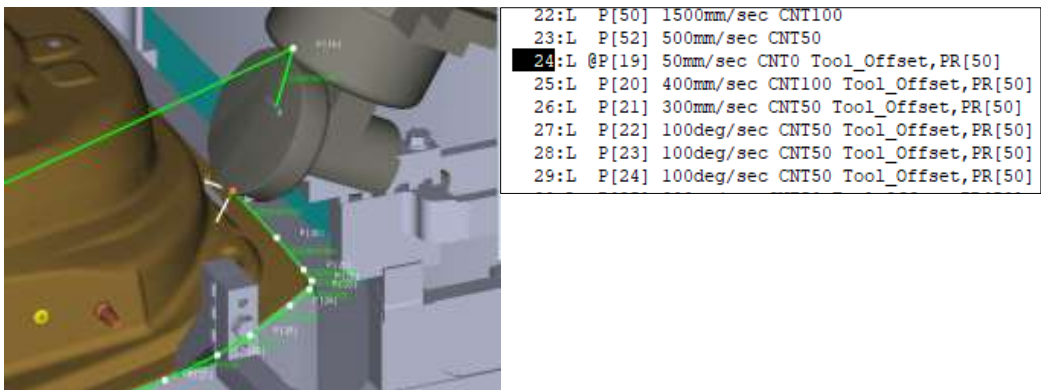 22:L P[50] 1500mm/sec CNT100
23:L P[52] 500mm/sec CNT50
24:L @P[19] 50mm/sec CNT0 Tool_Offset,PR[50]
25:L P[20] 400mm/sec CNT100 Tool_Offset,PR[50]
26:L P[21] 300mm/sec CNT50 Tool_Offset,PR[50]
27:L P[22] 100deg/sec CNT50 Tool_Offset,PR[50]
28:L P[23] 100deg/sec CNT50 Tool_Offset,PR[50]
29:L P[24] 100deg/sec CNT50 Tool_Offset,PR[50]